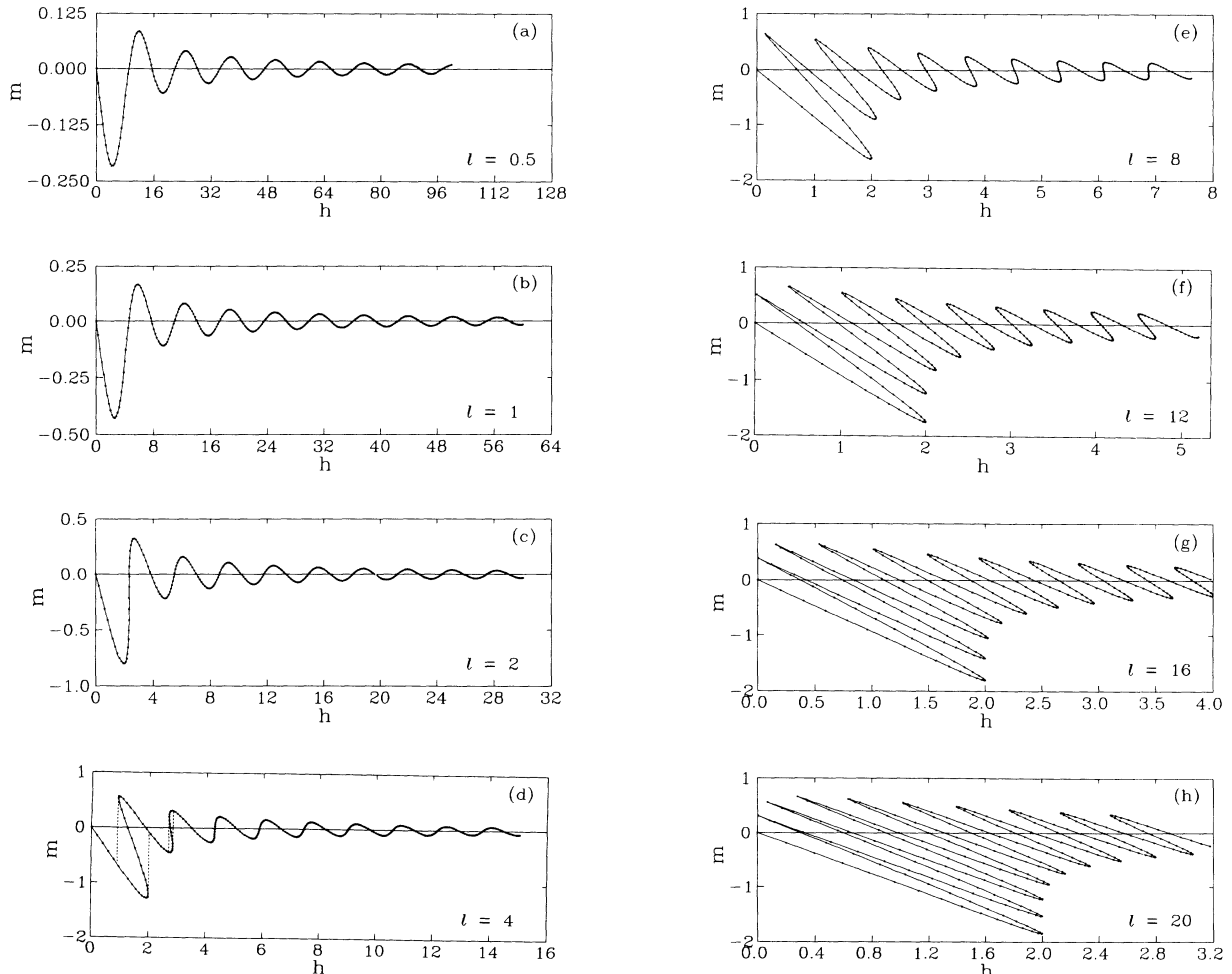 0.125
0.000
−0.125
−0.250
m
(a)
l = 0.5
0 16 32 48 64 80 96 112 128
h
0.25
0.00
−0.25
−0.50
m
(b)
l = 1
0 8 16 24 32 40 48 56 64
h
0.5
0.0
−0.5
−1.0
m
(c)
l = 2
0 4 8 12 16 20 24 28 32
h
1
0
−1
−2
m
(d)
l = 4
0 2 4 6 8 10 12 14 16
h
1
0
−1
−2
m
(e)
l = 8
0 1 2 3 4 5 6 7 8
h
1
0
−1
−2
m
(f)
l = 12
0 1 2 3 4 5
h
1
0
−1
−2
m
(g)
l = 16
0.0 0.5 1.0 1.5 2.0 2.5 3.0 3.5 4.0
h
1
0
−1
−2
m
(h)
l = 20
0.0 0.4 0.8 1.2 1.6 2.0 2.4 2.8 3.2
h